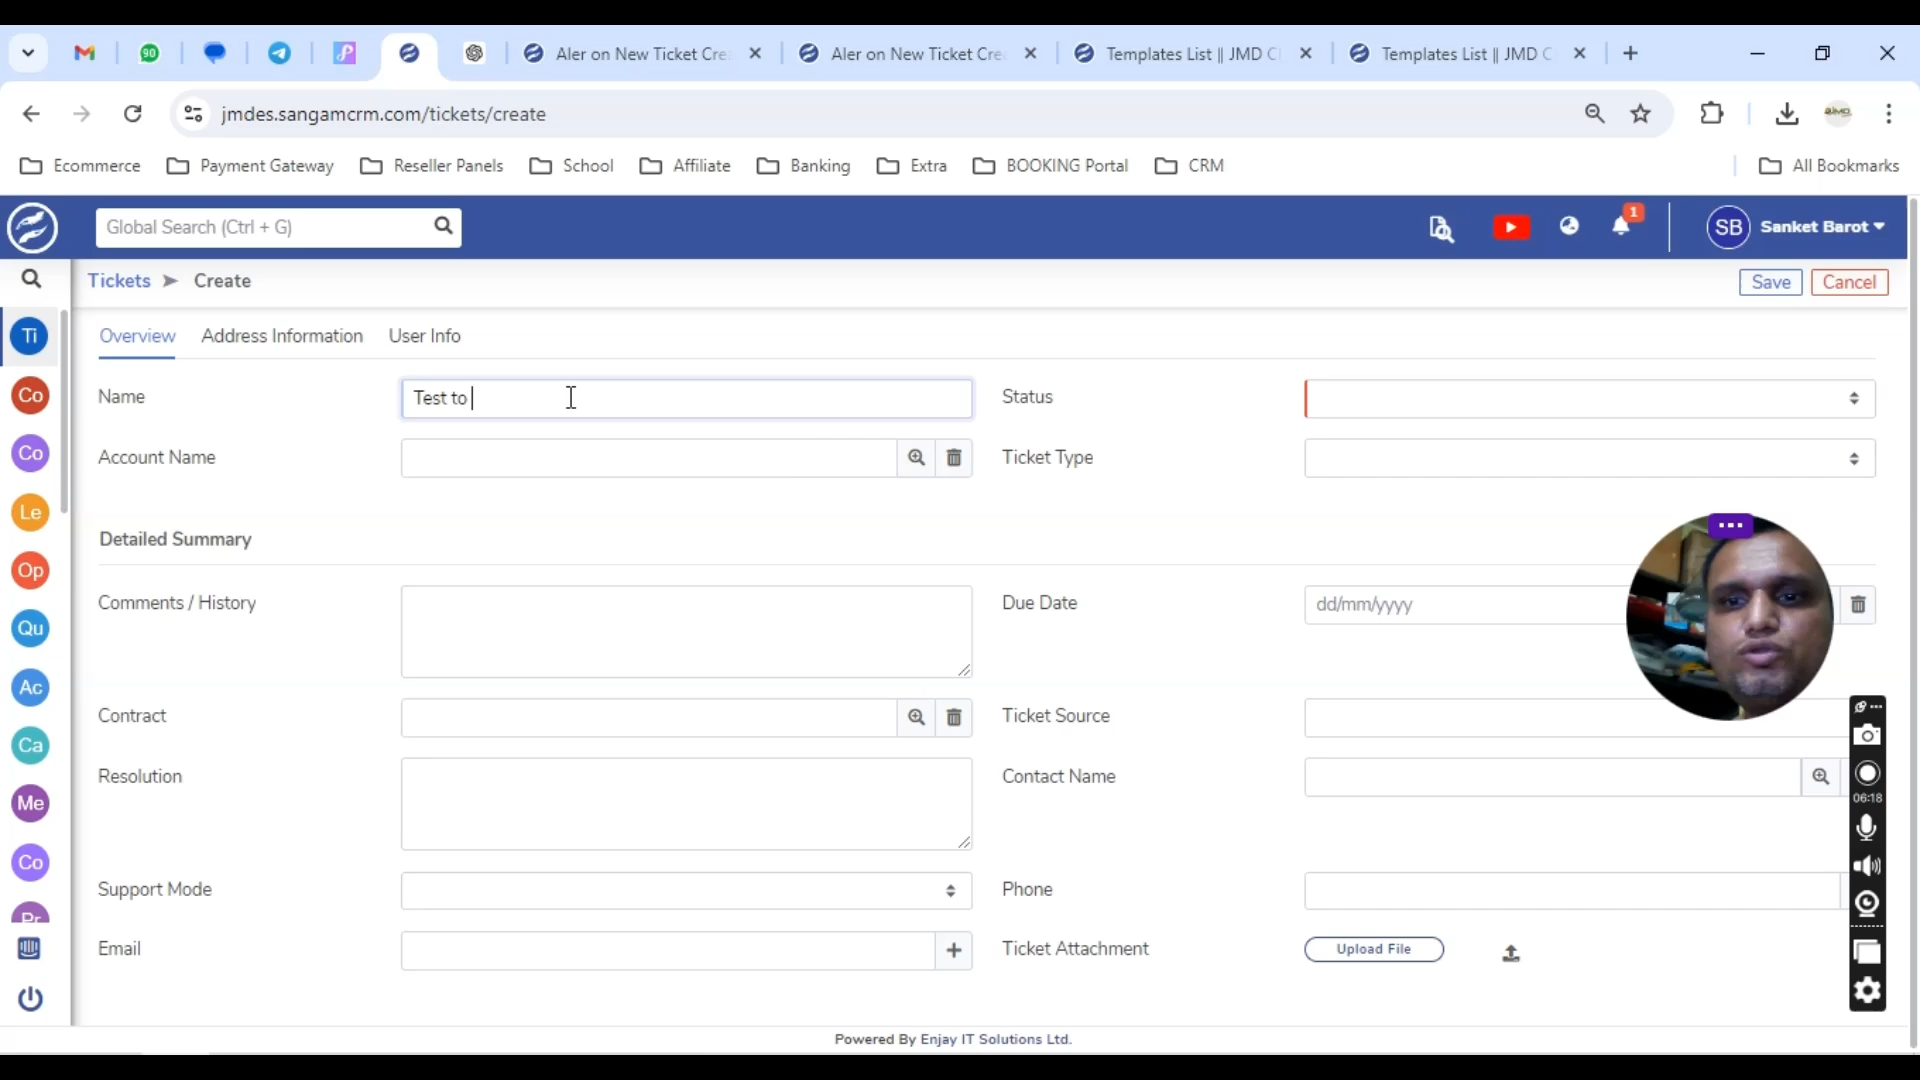 90
Aler on New Ticket Cre
Aler on New Ticket Cre
Templates List || JMD C
Templates List || JMD C
jmdes.sangamcrm.com/tickets/create
Ecommerce
Payment Gateway
Reseller Panels
School
Affiliate
Banking
Extra
BOOKING Portal
CRM
All Bookmarks
Global Search (Ctrl + G)
1
SB
Sanket Barot
Tickets
Create
Save
Cancel
Overview
Address Information
User Info
Ti
Co
Co
Le
Op
Qu
Ac
Ca
Me
Co
Pr
Name
Test to
Status
Account Name
Ticket Type
Detailed Summary
Comments / History
Due Date
dd/mm/yyyy
Contract
Ticket Source
Resolution
Contact Name
06:18
Support Mode
Phone
Email
Ticket Attachment
Upload File
Powered By Enjay IT Solutions Ltd.